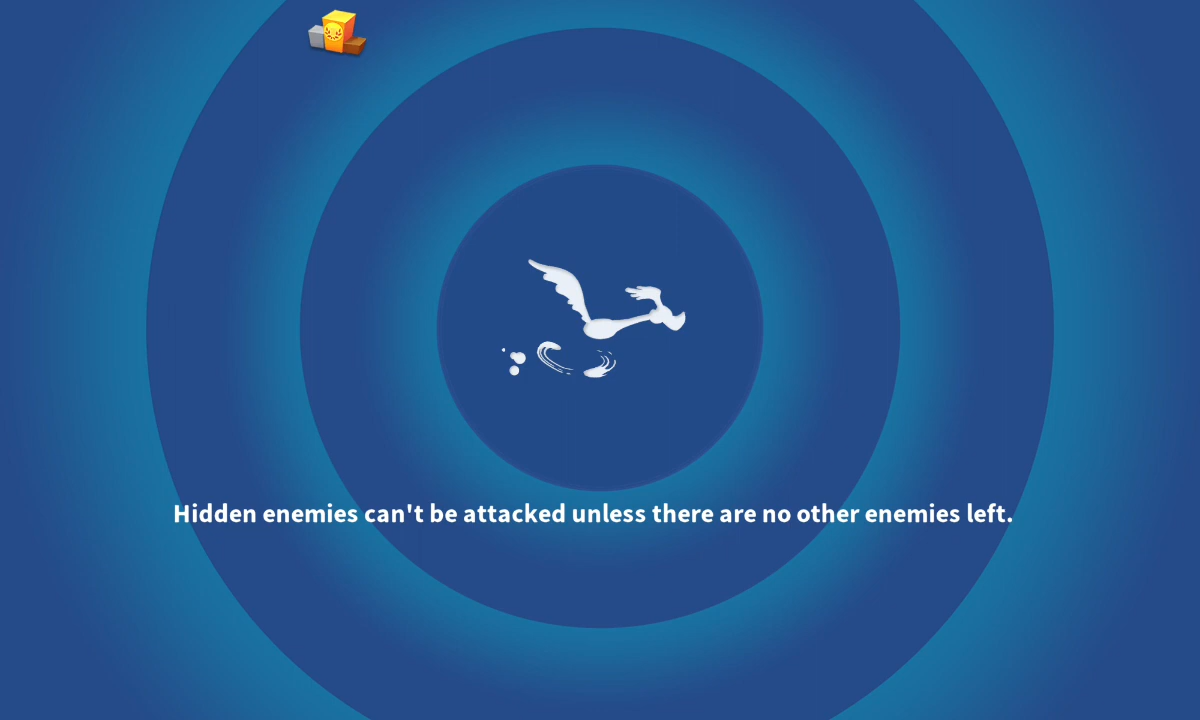 Hidden enemies can't be attacked unless there are no other enemies left.